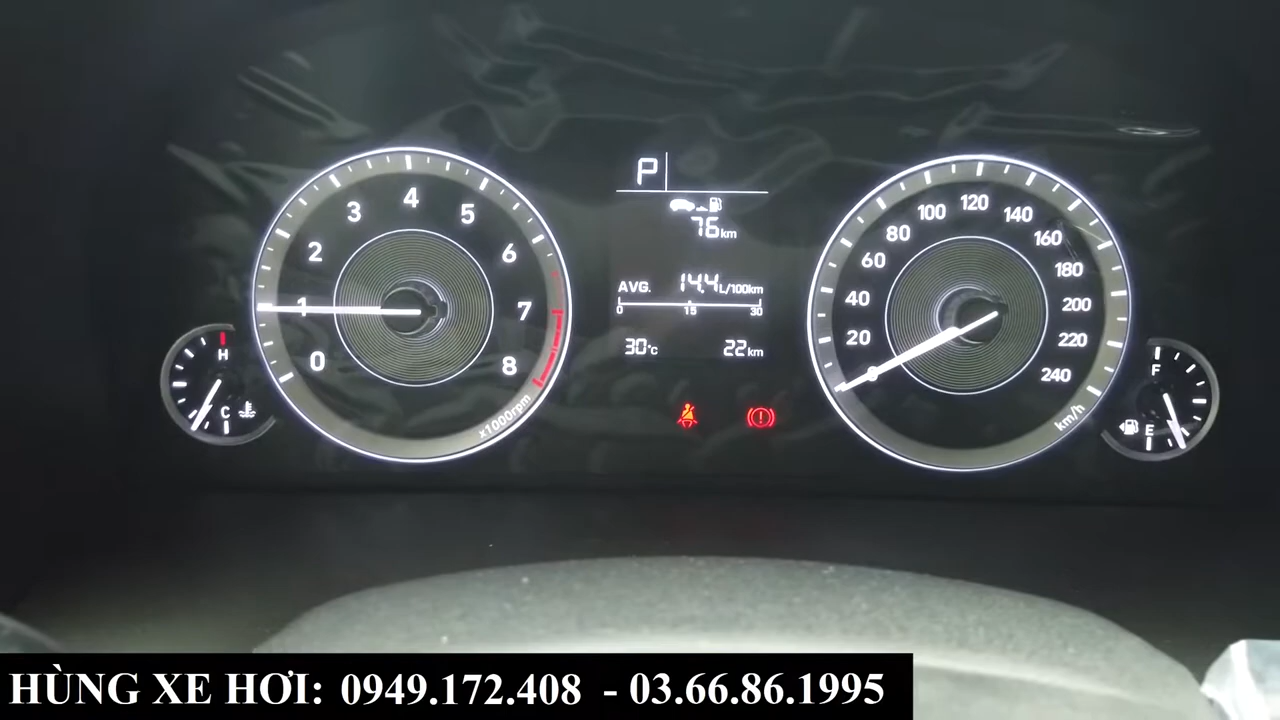 P
76km
AVG. 14.4L/100km
0 15 30
30°C 22km
0 1 2 3 4 5 6 7 8
x1000rpm
H
C
20 40 60 80 100 120 140 160 180 200 220 240
km/h
F
E
HÙNG XE HƠI: 0949.172.408 - 03.66.86.1995